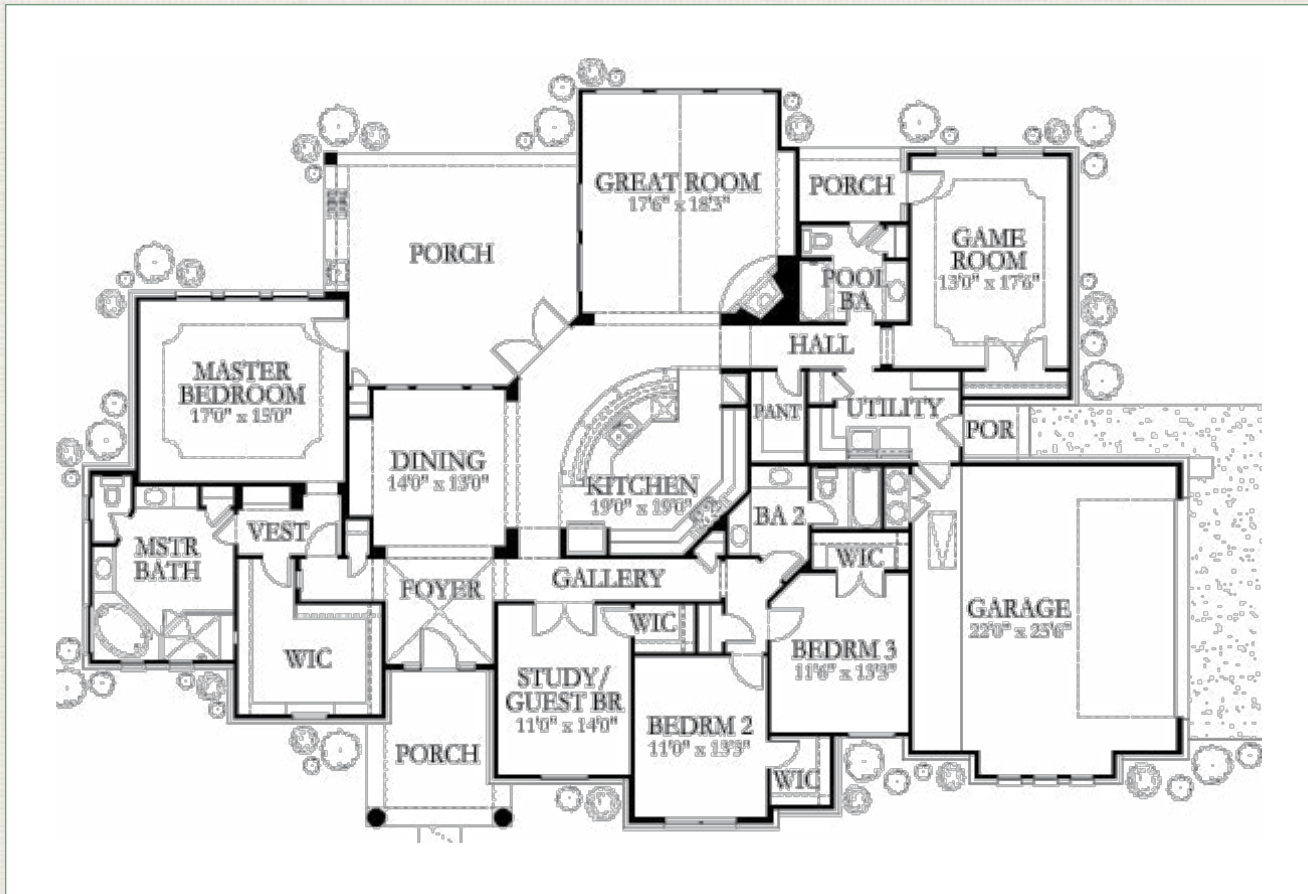 GREAT ROOM
17'6" x 18'3"
PORCH
GAME
ROOM
13'0" x 17'6"
PORCH
POOL
BA
HALL
MASTER
BEDROOM
17'0" x 15'0"
PANT
UTILITY
POR
DINING
14'0" x 13'0"
KITCHEN
19'0" x 19'0"
VEST
BA 2
MSTR
BATH
WIC
FOYER
GALLERY
GARAGE
22'0" x 23'6"
WIC
BEDRM 3
11'6" x 13'3"
WIC
STUDY/
GUEST BR
11'0" x 14'0"
BEDRM 2
11'0" x 13'3"
PORCH
WIC